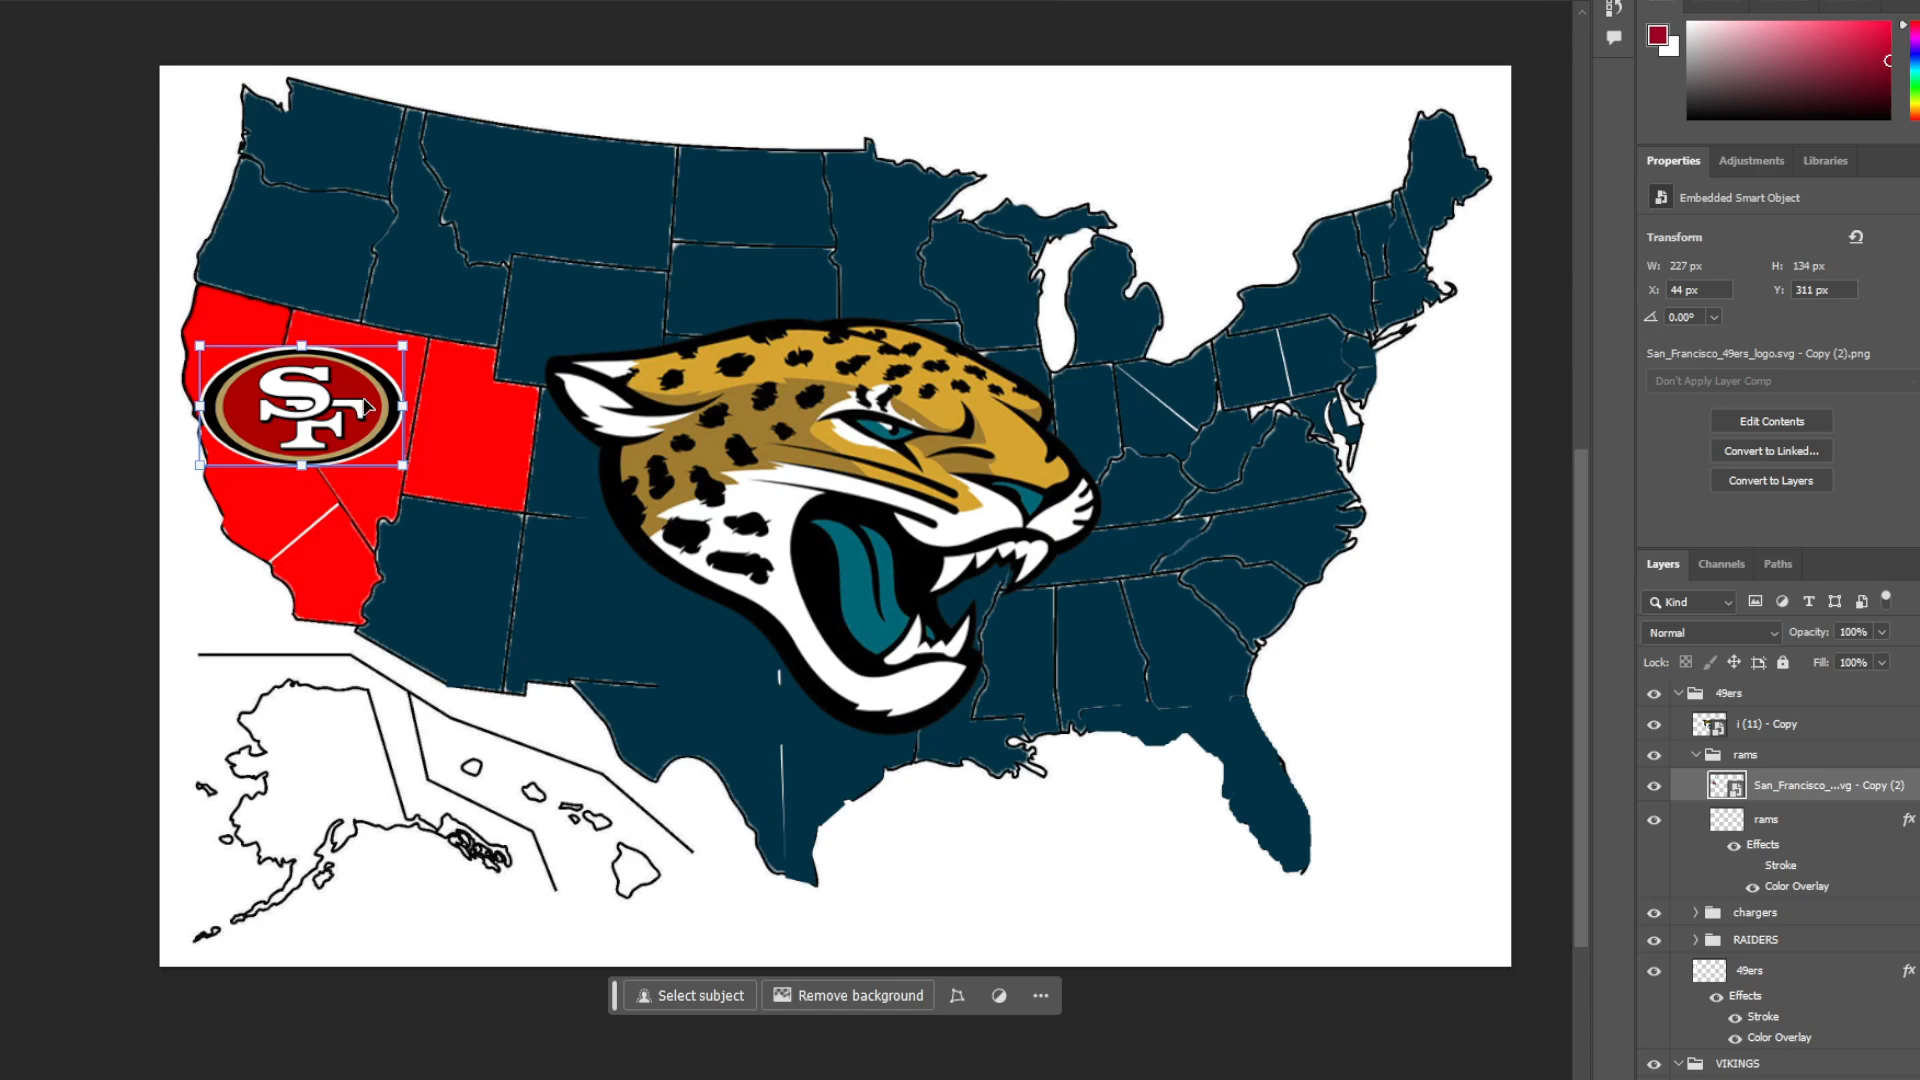 Properties Adjustments Libraries
Embedded Smart Object
Transform
W: 227 px H: 134 px
X: 44 px Y: 311 px
0.00°
San_Francisco_49ers_logo.svg - Copy (2).png
Don't Apply Layer Comp
Edit Contents
Convert to Linked...
Convert to Layers
SF
Layers Channels Paths
Kind
Normal Opacity: 100%
Lock: Fill: 100%
49ers
i (11) - Copy
rams
San_Francisco_...vg - Copy (2)
rams fx
Effects
Stroke
Color Overlay
chargers
RAIDERS
49ers fx
Effects
Stroke
Color Overlay
VIKINGS
Select subject Remove background